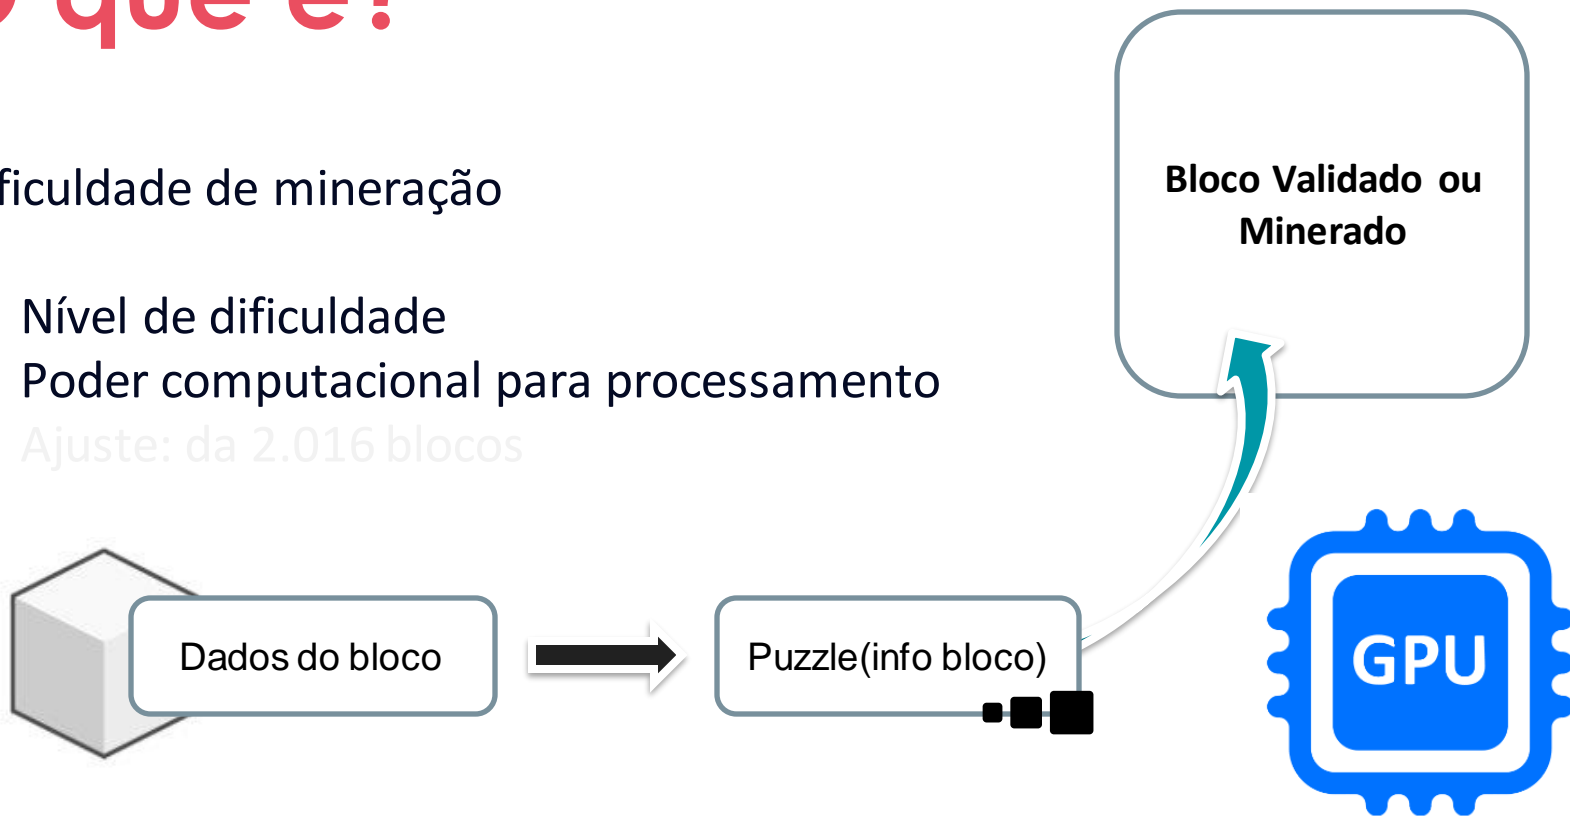 O que é?
ficuldade de mineração
Nível de dificuldade
Poder computacional para processamento
Ajuste: da 2.016 blocos
Bloco Validado ou
Minerado
Dados do bloco
Puzzle(info bloco)
GPU